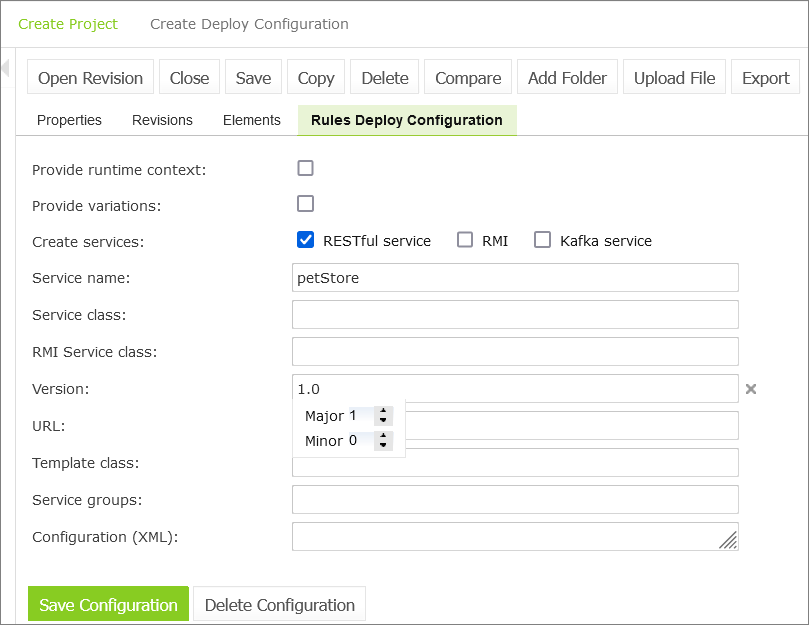 Create Project Create Deploy Configuration
Open Revision Close Save Copy Delete Compare Add Folder Upload File Export
Properties Revisions Elements Rules Deploy Configuration
Provide runtime context:
Provide variations:
Create services: RESTful service RMI Kafka service
Service name: petStore
Service class:
RMI Service class:
Version: 1.0
Major 1
URL:
Minor 0
Template class:
Service groups:
Configuration (XML):
Save Configuration Delete Configuration